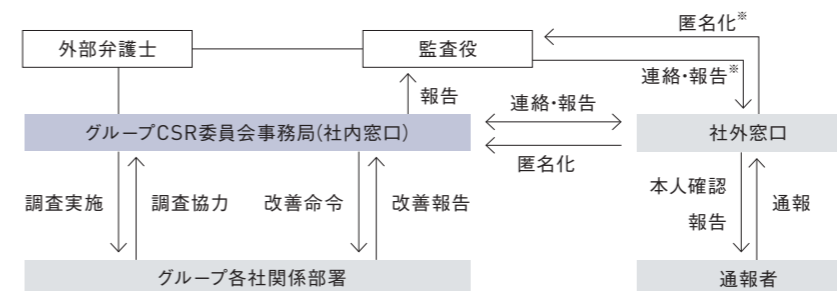 匿名化※
外部弁護士
監査役
連絡・報告※
報告
連絡・報告
グループCSR委員会事務局(社内窓口)
社外窓口
匿名化
本人確認
調査実施
調査協力
改善命令
改善報告
通報
報告
グループ各社関係部署
通報者